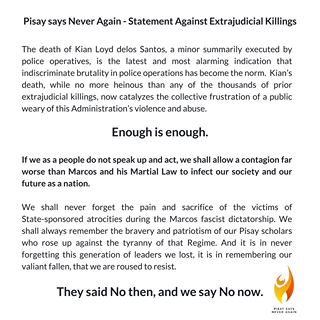 Pisay says Never Again - Statement Against Extrajudicial Killings
The death of Kian Loyd delos Santos, a minor summarily executed by
police operatives, is the latest and most alarming indication that
indiscriminate brutality in police operations has become the norm. Kian's
death, while no more heinous than any of the thousands of prior
extrajudicial killings, now catalyzes the collective frustration of a public
weary of this Administration's violence and abuse.
Enough is enough.
If we as a people do not speak up and act, we shall allow a contagion far
worse than Marcos and his Martial Law to infect our society and our
future as a nation.
We shall never forget the pain and sacrifice of the victims of
State-sponsored atrocities during the Marcos fascist dictatorship. We
shall always remember the bravery and patriotism of our Pisay scholars
who rose up against the tyranny of that Regime. And it is in never
forgetting this generation of leaders we lost, it is in remembering our
valiant fallen, that we are roused to resist.
They said No then, and we say No now.
PISAY SAYS
NEVER AGAIN